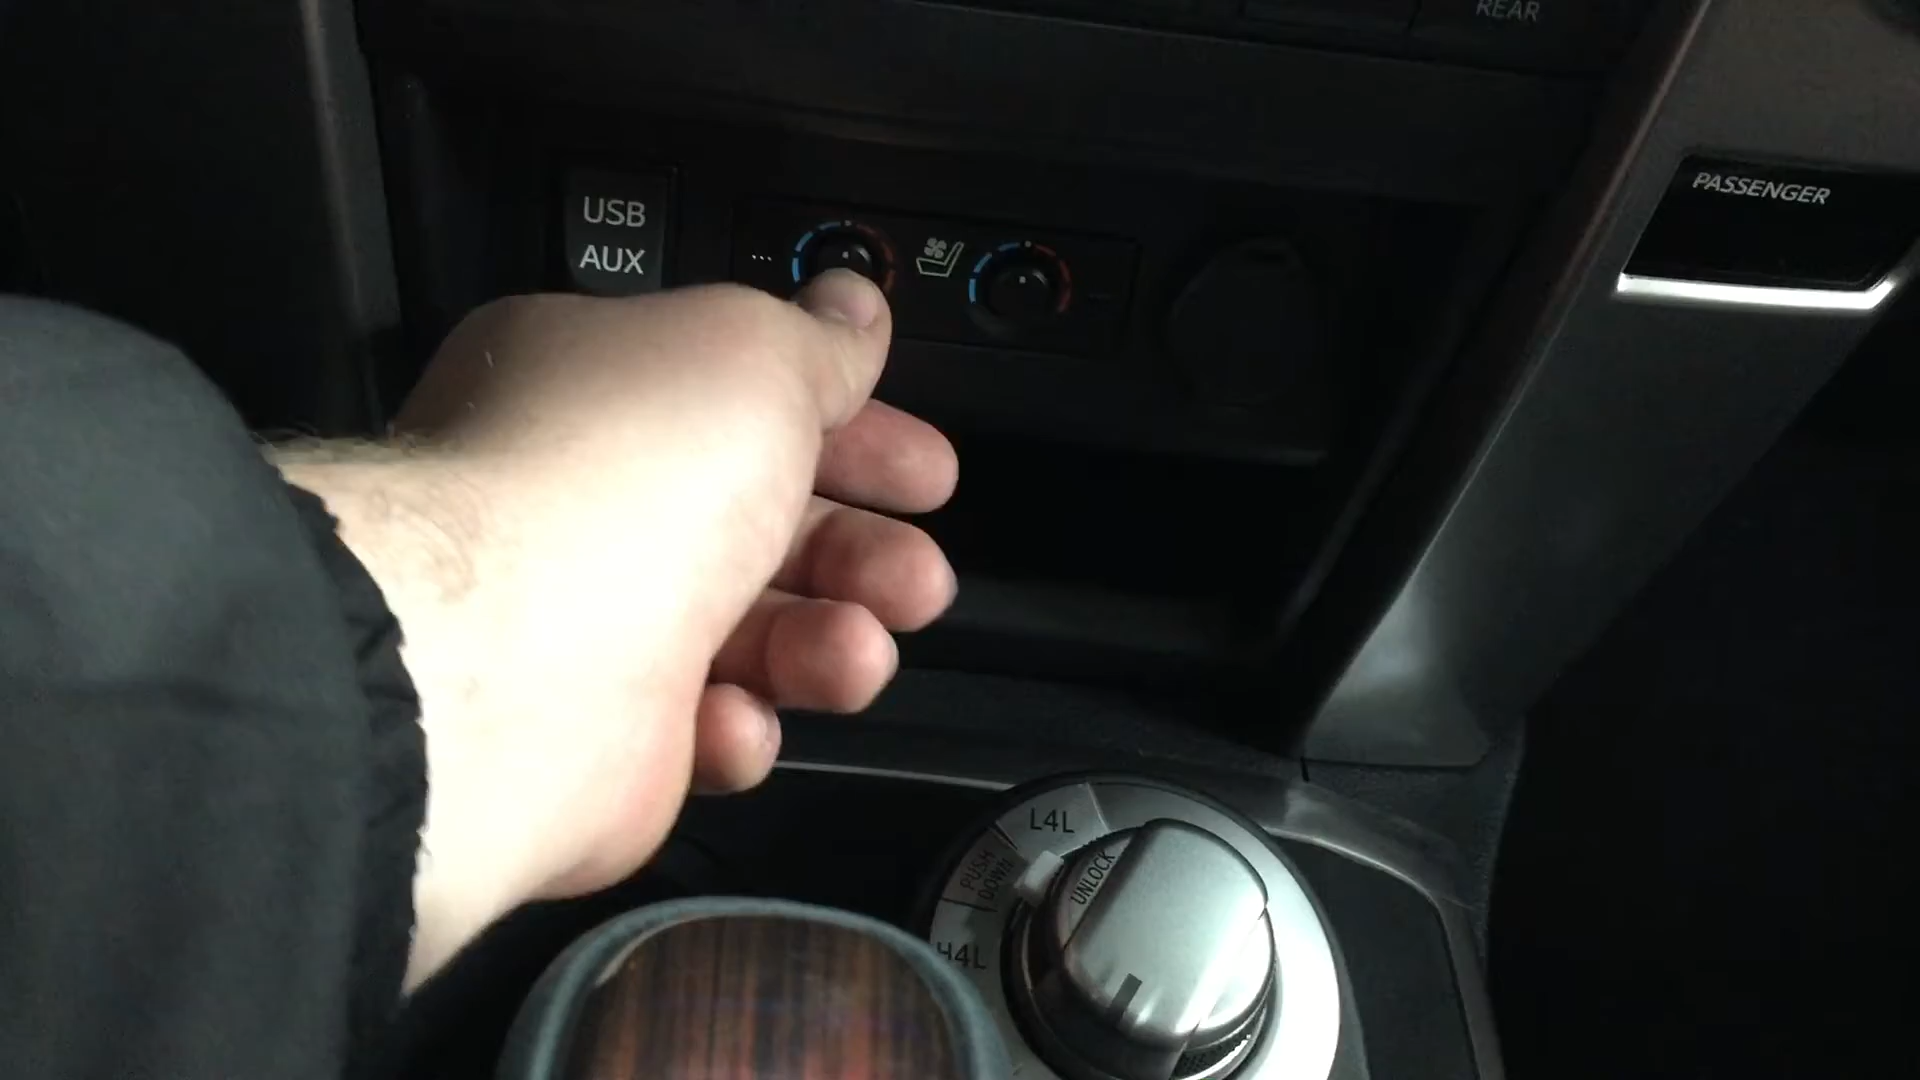 REAR
PASSENGER
USB
AUX
L4L
PUSH
DOWN
UNLOCK
H4L